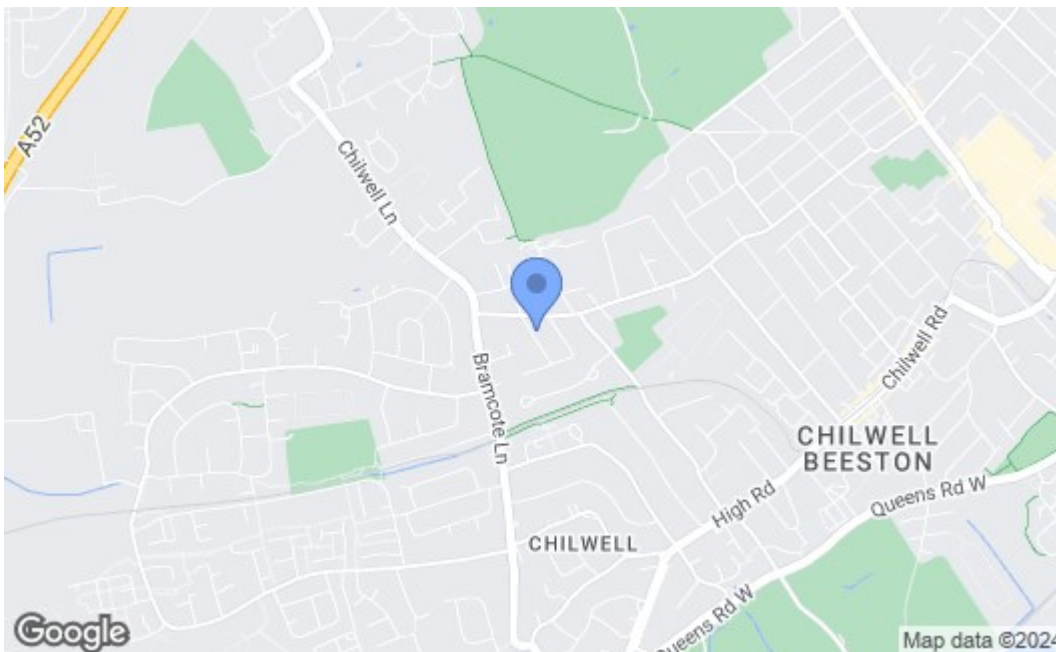 A52
Chilwell Ln
Bramcote Ln
Chilwell Rd
CHILWELL
BEESTON
Queens Rd W
High Rd
CHILWELL
Queens Rd W
Google
Map data ©2024